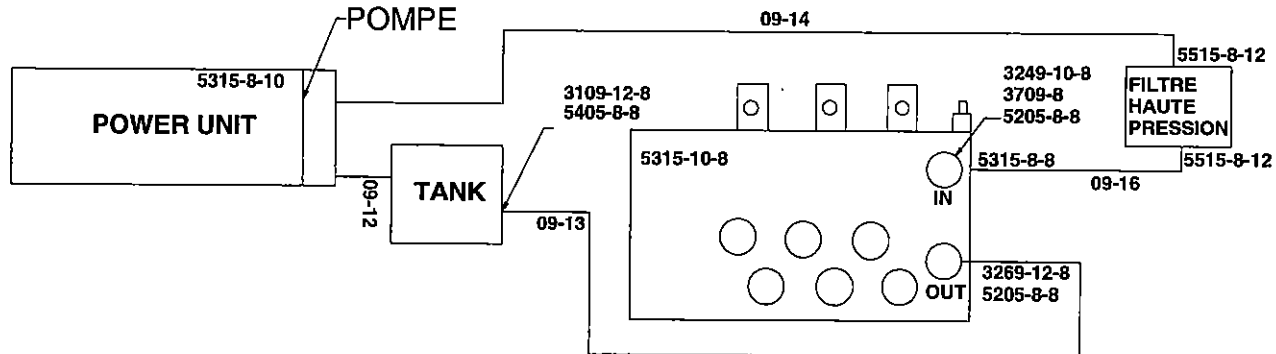 POMPE
09-14
5315-8-10
POWER UNIT
3109-12-8
5405-8-8
TANK
09-12
09-13
5315-10-8
3249-10-8
3709-8
5205-8-8
5515-8-12
FILTRE
HAUTE
PRESSION
5515-8-12
5315-8-8
09-16
IN
OUT
3269-12-8
5205-8-8